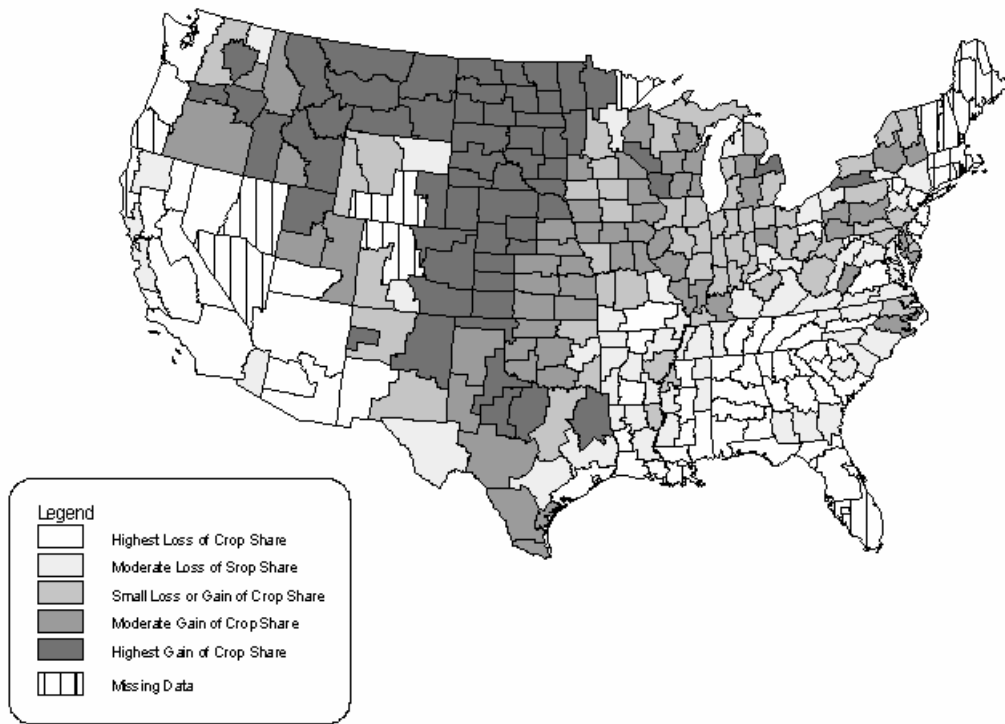 Legend
Highest Loss of Crop Share
Moderate Loss of Srop Share
Small Loss or Gain of Crop Share
Moderate Gain of Crop Share
Highest Gain of Crop Share
Missing Data